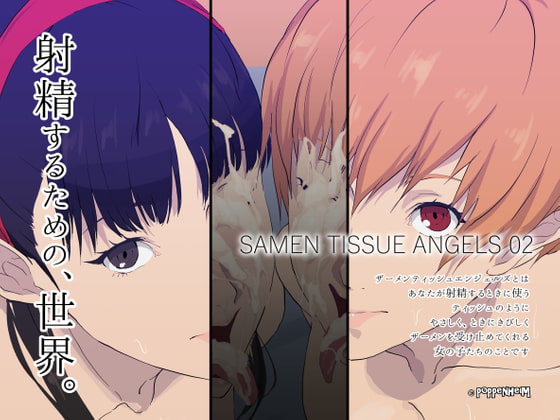 射精するための、世界。
SAMEN TISSUE ANGELS 02
ザーメンティッシュエンジェルズとは
あなたが射精するときに使う
ティッシュのように
やさしく、ときにきびしく
ザーメンを受け止めてくれる
女の子たちのことです
© POPPENHEIM